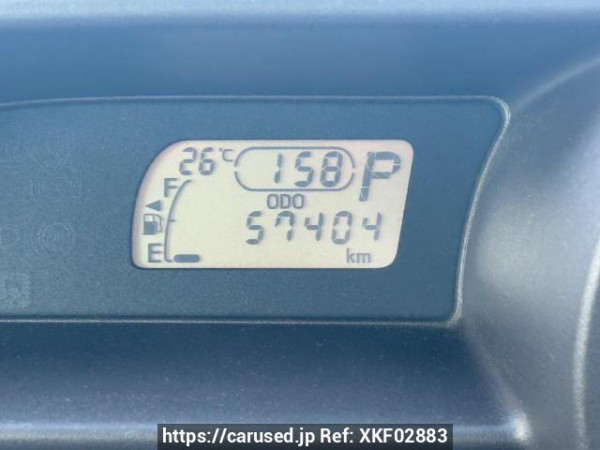 26°C 158 P
F
ODO
57404
E
km
https://carused.jp Ref: XKF02883